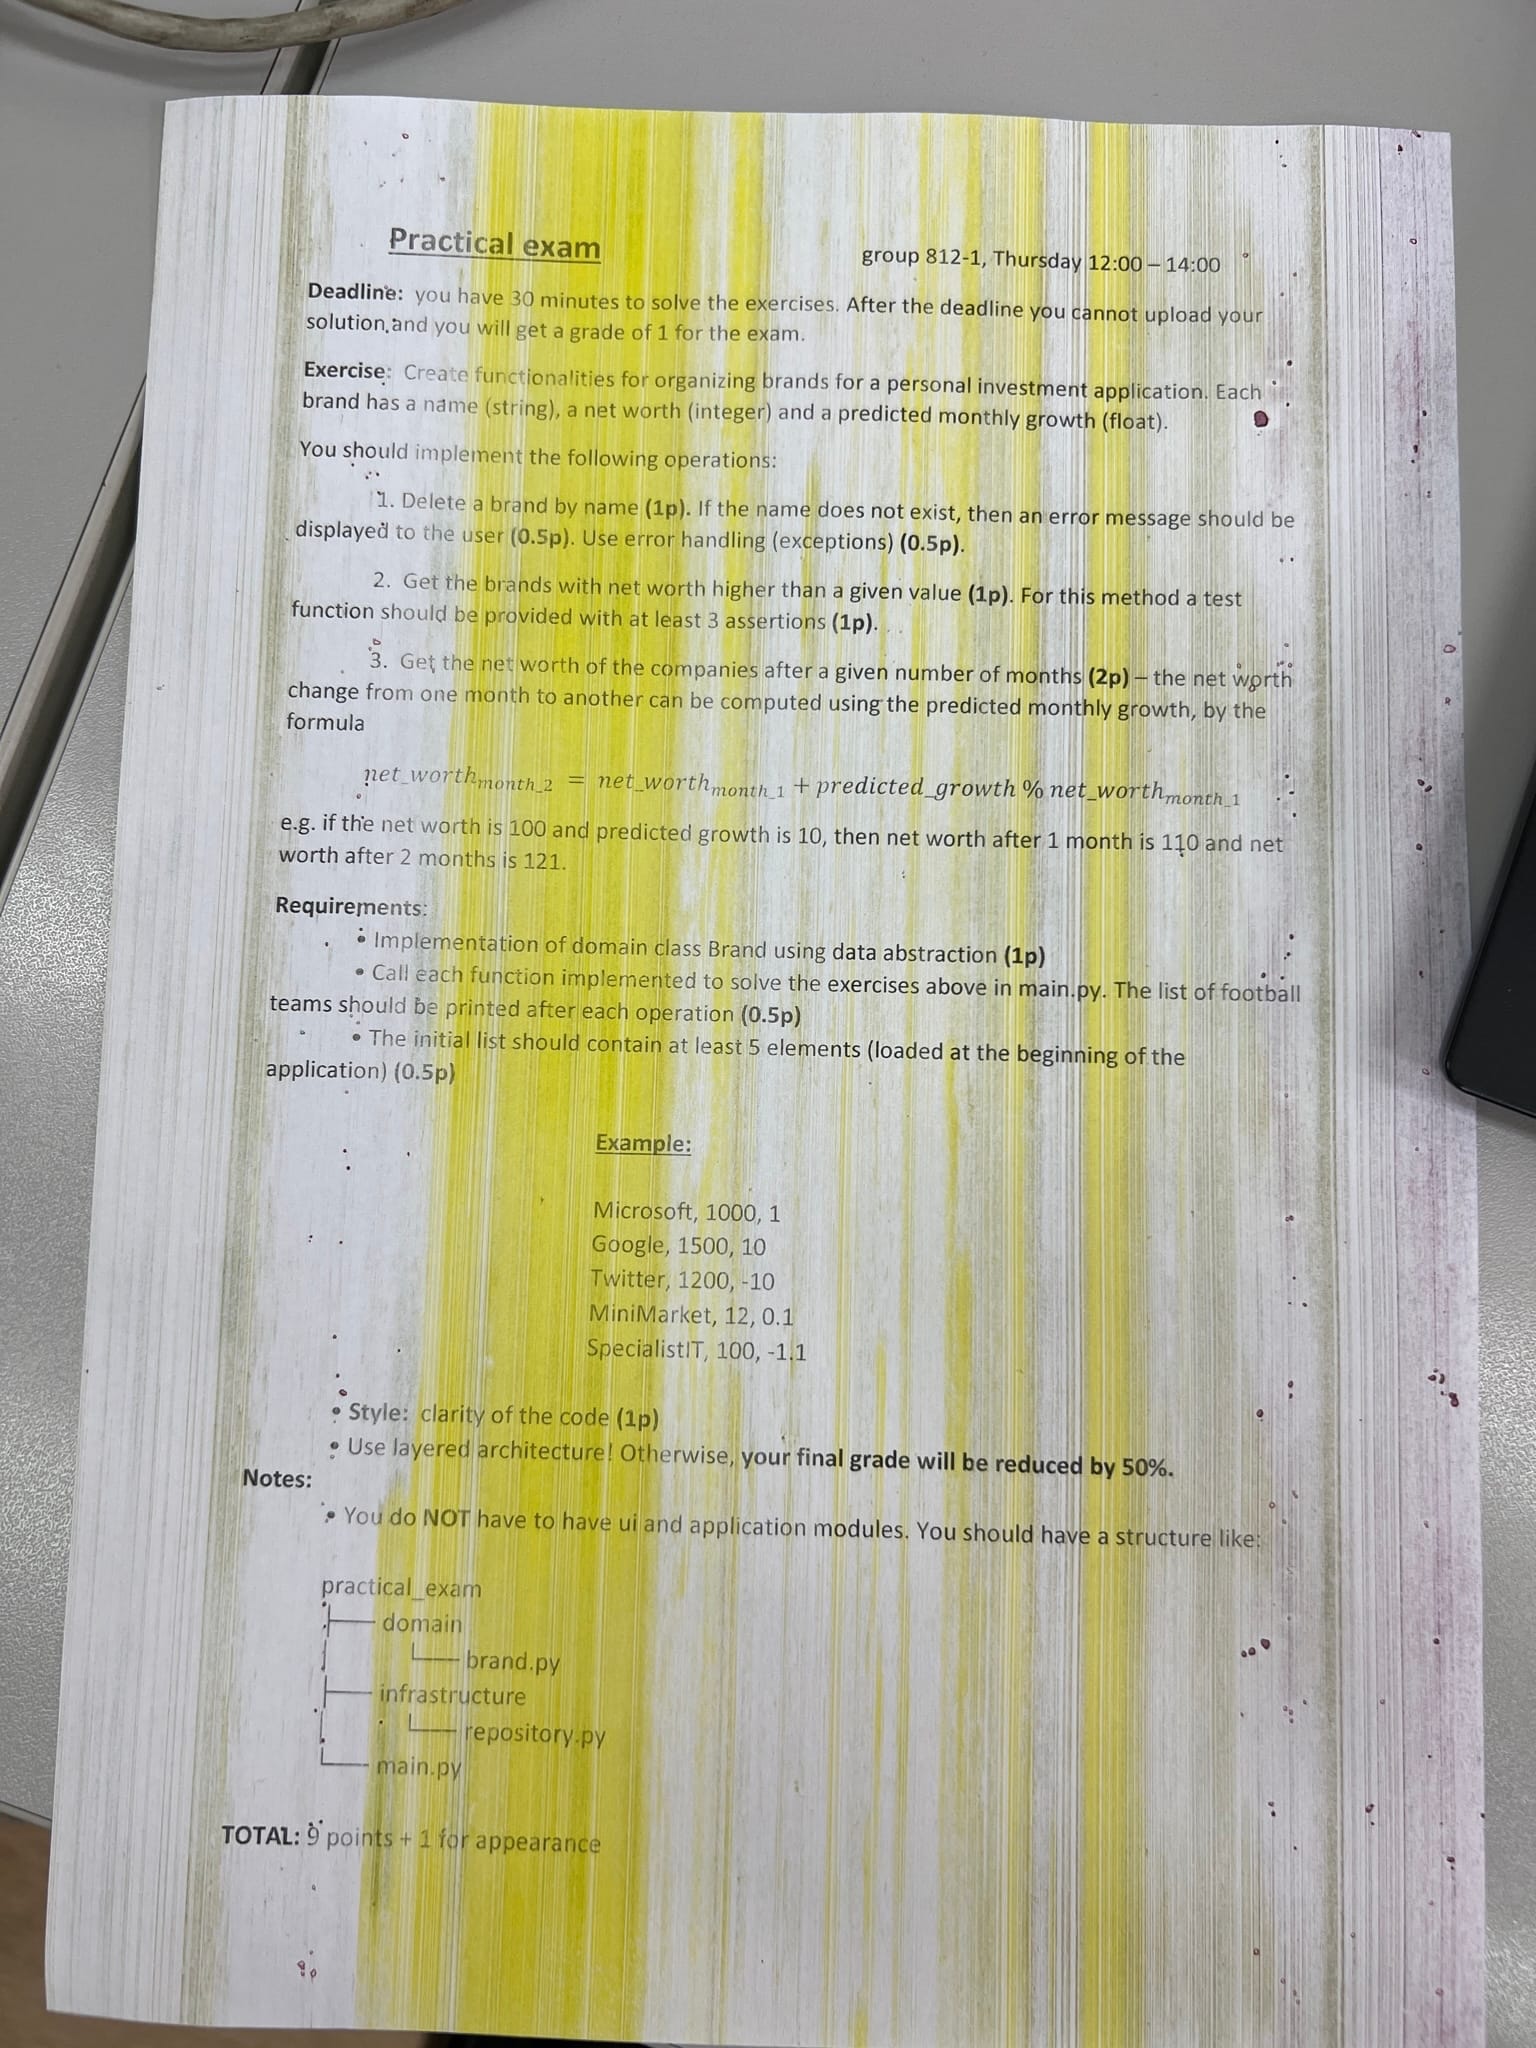 Practical exam
group 812-1, Thursday 12:00 – 14:00
Deadline: you have 30 minutes to solve the exercises. After the deadline you cannot upload your
solution and you will get a grade of 1 for the exam.
Exercise: Create functionalities for organizing brands for a personal investment application. Each
brand has a name (string), a net worth (integer) and a predicted monthly growth (float).
You should implement the following operations:
1. Delete a brand by name (1p). If the name does not exist, then an error message should be
displayed to the user (0.5p). Use error handling (exceptions) (0.5p).
2. Get the brands with net worth higher than a given value (1p). For this method a test
function should be provided with at least 3 assertions (1p).
3. Get the net worth of the companies after a given number of months (2p) – the net worth
change from one month to another can be computed using the predicted monthly growth, by the
formula
net_worth month_2 = net_worth month_1 + predicted_growth % net_worth month_1
e.g. if the net worth is 100 and predicted growth is 10, then net worth after 1 month is 110 and net
worth after 2 months is 121.
Requirements:
• Implementation of domain class Brand using data abstraction (1p)
• Call each function implemented to solve the exercises above in main.py. The list of football
teams should be printed after each operation (0.5p)
• The initial list should contain at least 5 elements (loaded at the beginning of the
application) (0.5p)
Example:
Microsoft, 1000, 1
Google, 1500, 10
Twitter, 1200, -10
MiniMarket, 12, 0.1
SpecialistIT, 100, -1.1
• Style: clarity of the code (1p)
• Use layered architecture! Otherwise, your final grade will be reduced by 50%.
Notes:
• You do NOT have to have ui and application modules. You should have a structure like:
practical_exam
domain
brand.py
infrastructure
repository.py
main.py
TOTAL: 9 points + 1 for appearance